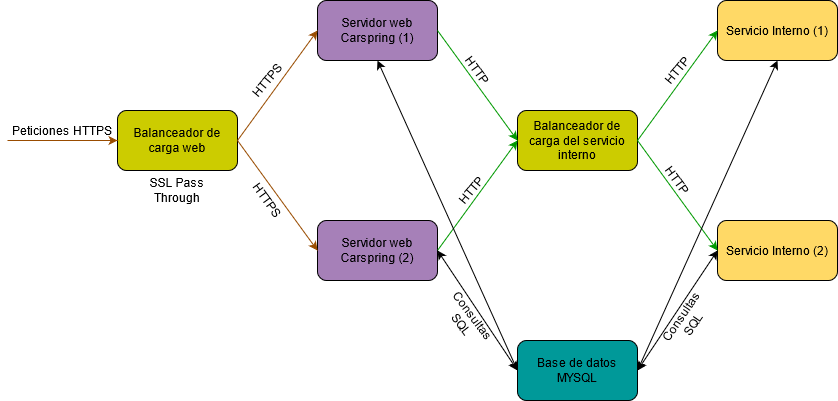 Servidor web
Carspring (1)
Servicio Interno (1)
HTTPS
HTTP
HTTP
Peticiones HTTPS
Balanceador de
carga web
Balanceador de
carga del servicio
interno
SSL Pass
Through
HTTPS
HTTP
HTTP
Servidor web
Carspring (2)
Servicio Interno (2)
Consultas
SQL
Consultas
SQL
Base de datos
MYSQL